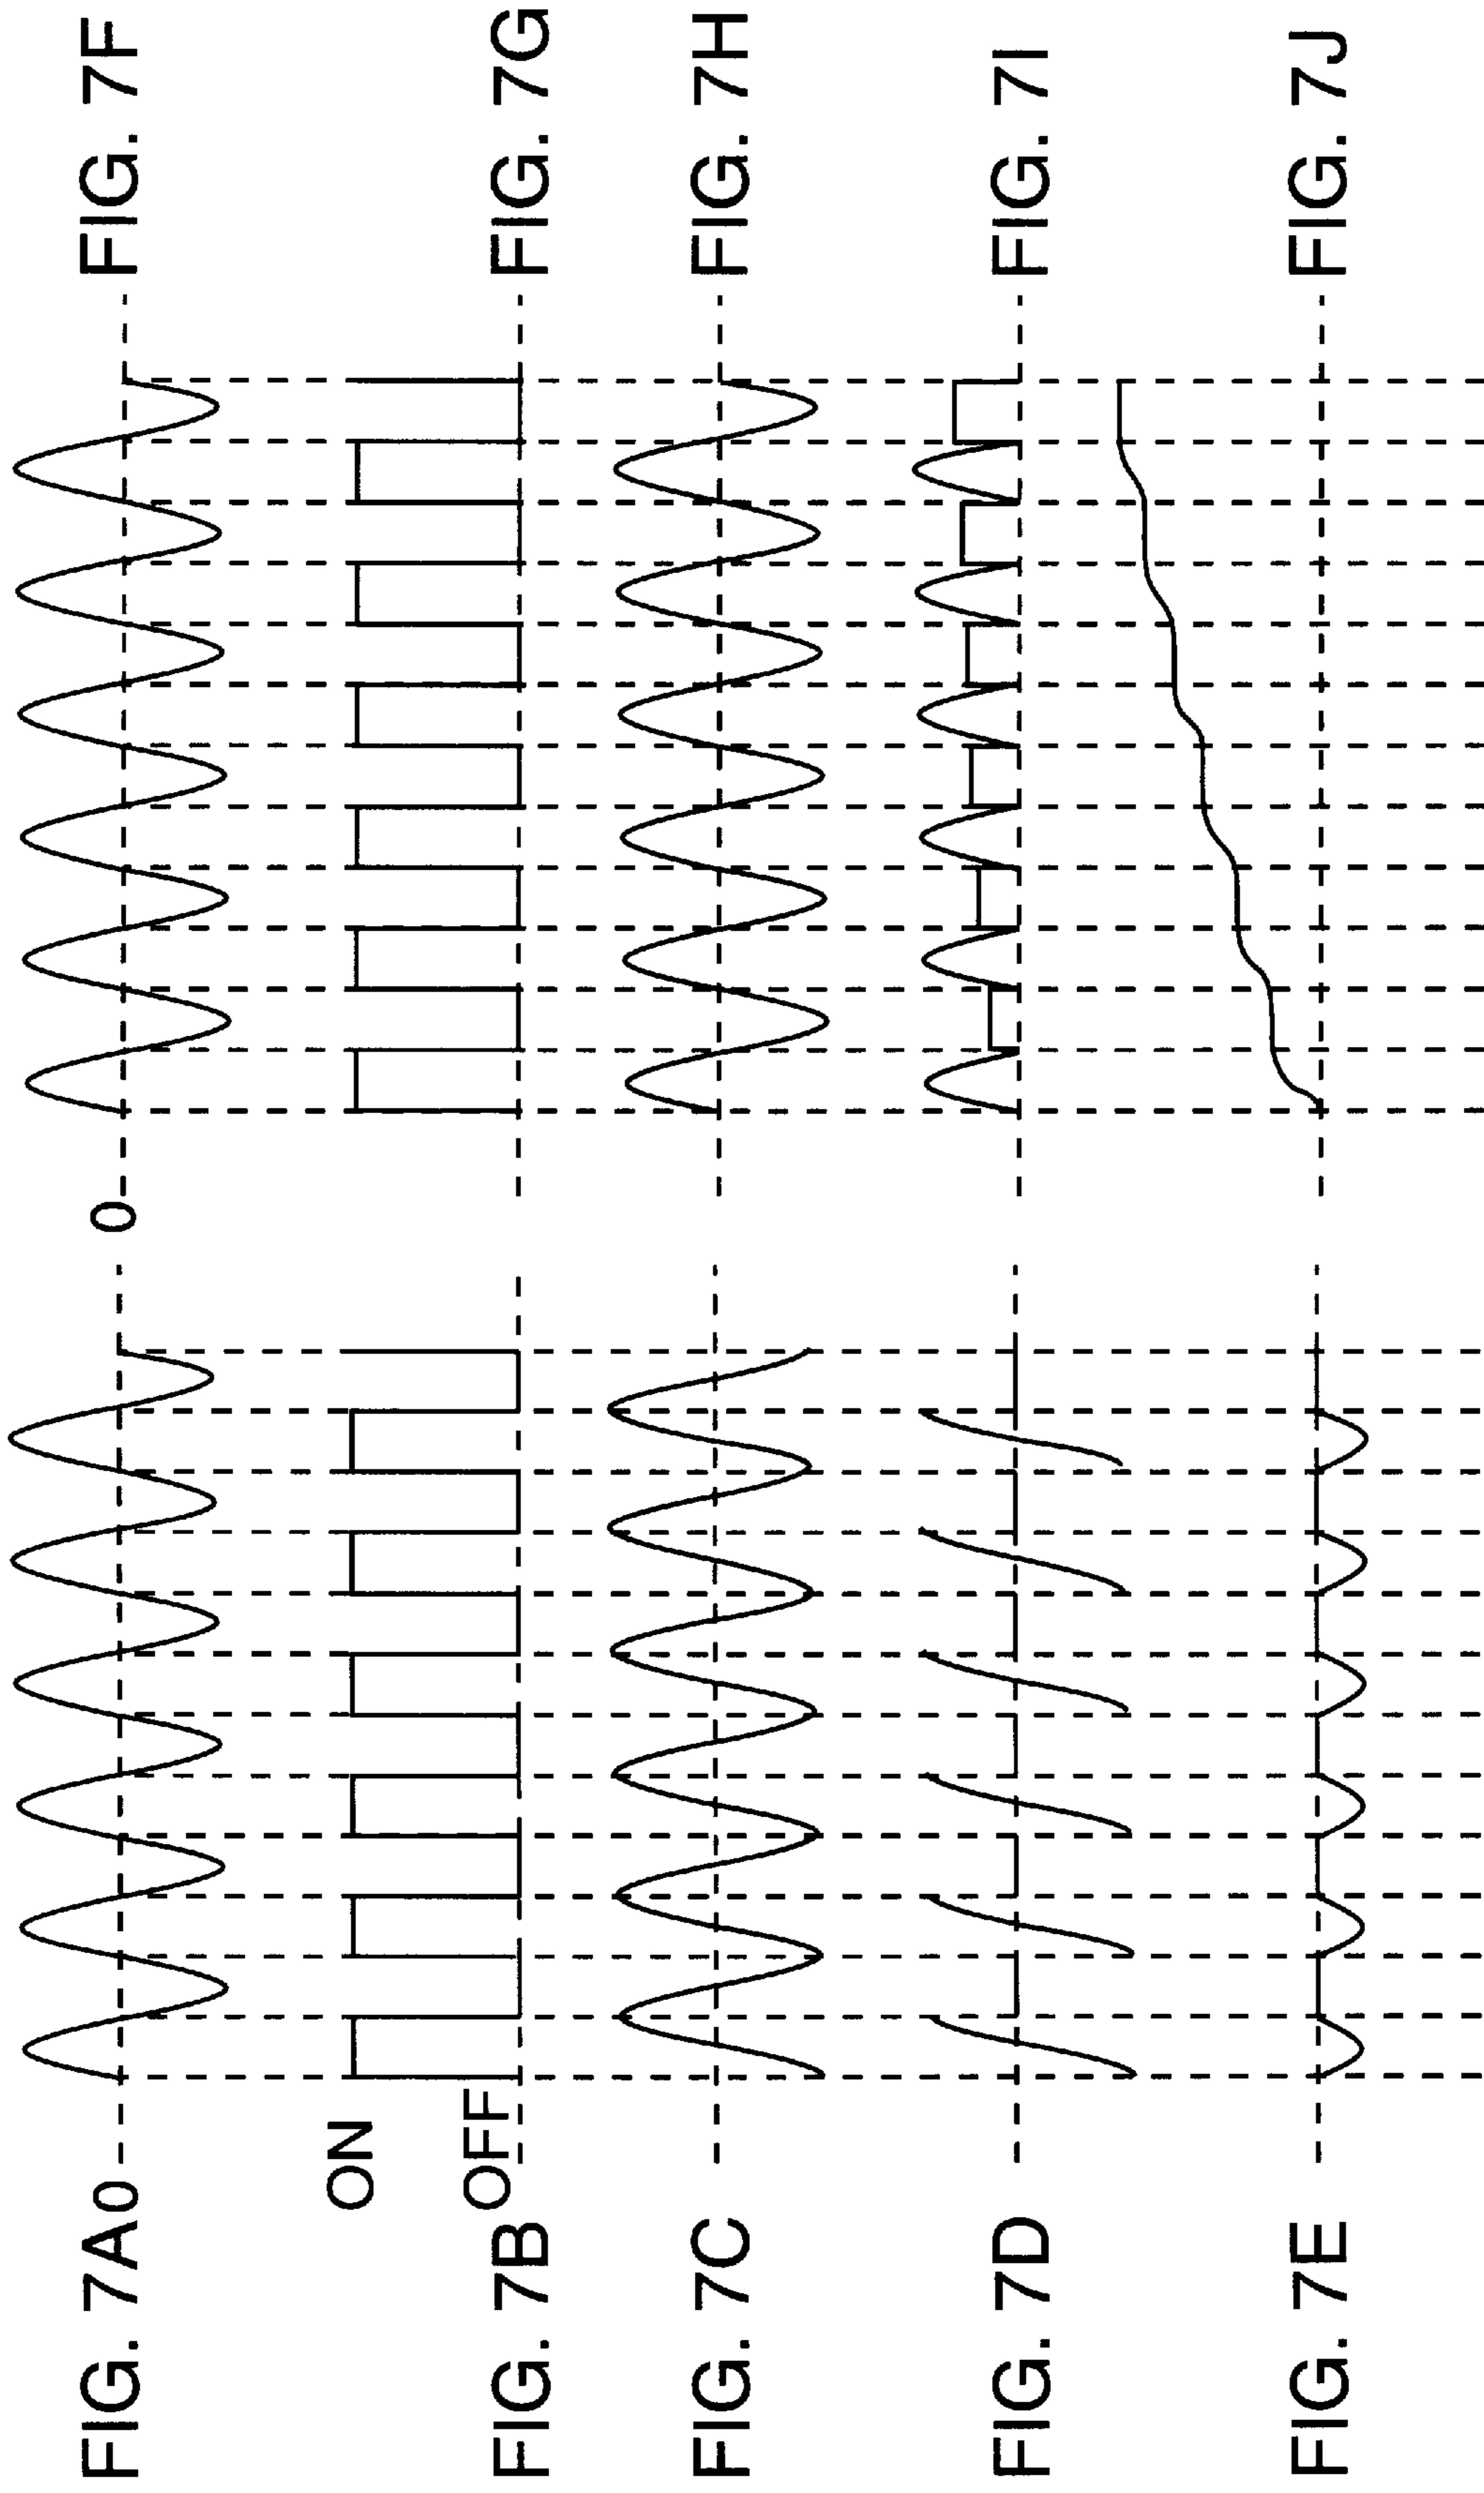 FIG. 7A
0
ON
OFF
FIG. 7B
FIG. 7C
FIG. 7D
FIG. 7E
0
FIG. 7F
FIG. 7G
FIG. 7H
FIG. 7I
FIG. 7J